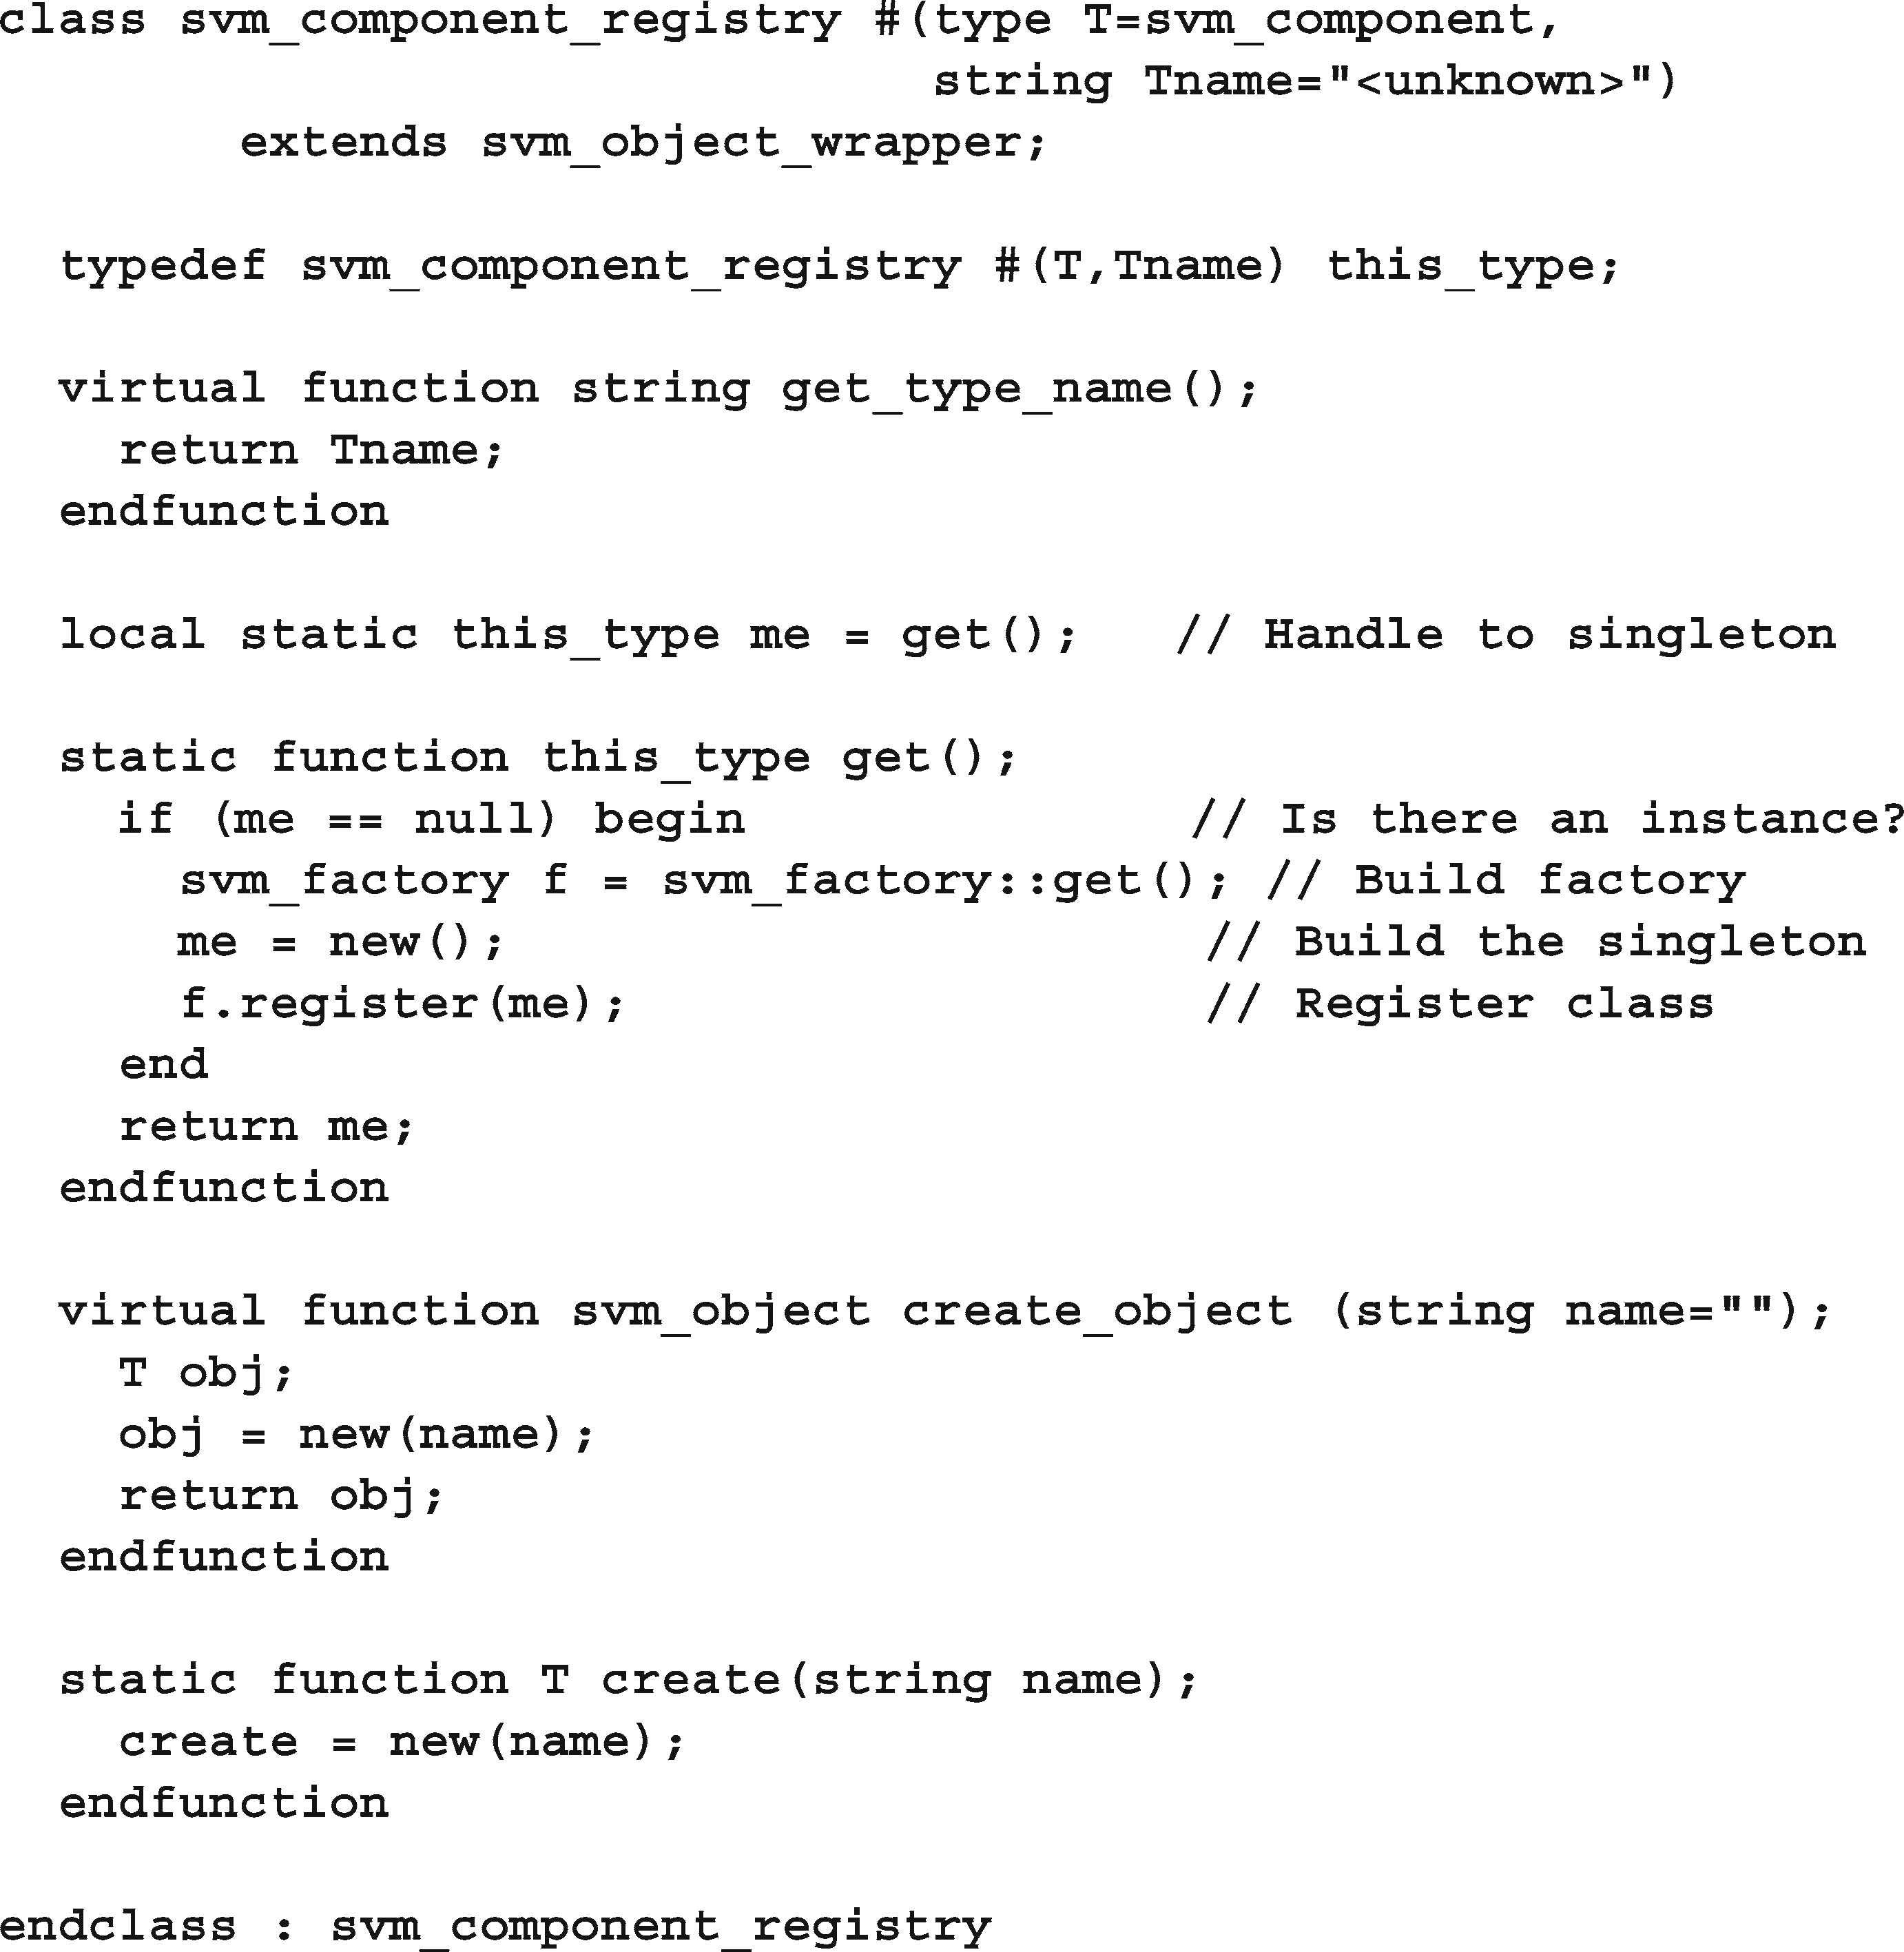 class svm_component_registry #(type T=svm_component,
                               string Tname="<unknown>")
        extends svm_object_wrapper;

  typedef svm_component_registry #(T,Tname) this_type;

  virtual function string get_type_name();
    return Tname;
  endfunction

  local static this_type me = get();   // Handle to singleton

  static function this_type get();
    if (me == null) begin               // Is there an instance?
      svm_factory f = svm_factory::get(); // Build factory
      me = new();                       // Build the singleton
      f.register(me);                   // Register class
    end
    return me;
  endfunction

  virtual function svm_object create_object (string name="");
    T obj;
    obj = new(name);
    return obj;
  endfunction

  static function T create(string name);
    create = new(name);
  endfunction

endclass : svm_component_registry